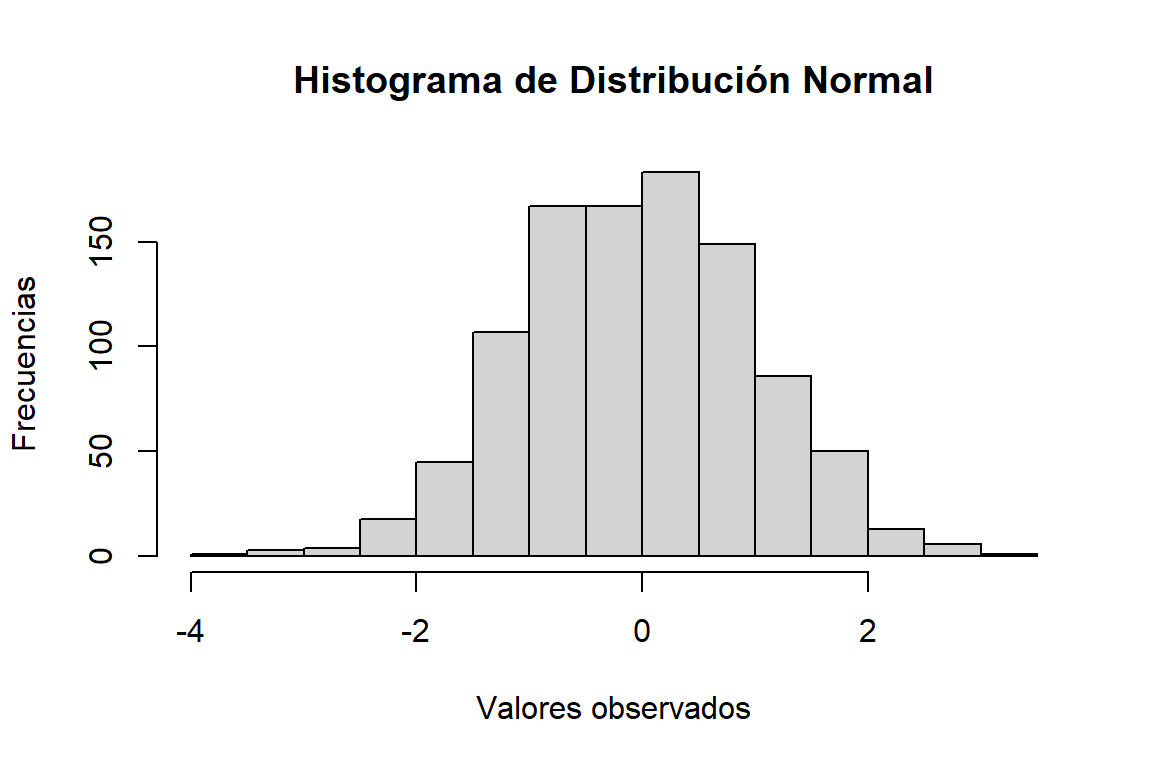 Histograma de Distribución Normal
Frecuencias
150
100
50
0
-4 -2 0 2
Valores observados